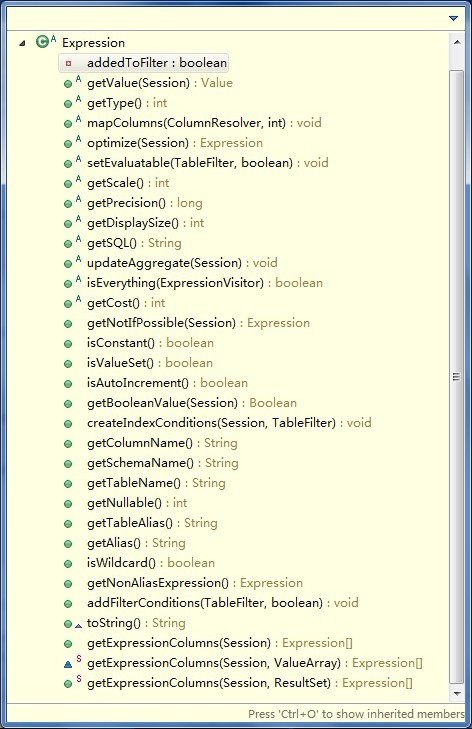 Expression
addedToFilter : boolean
getValue(Session) : Value
getType() : int
mapColumns(ColumnResolver, int) : void
optimize(Session) : Expression
setEvaluatable(TableFilter, boolean) : void
getScale() : int
getPrecision() : long
getDisplaySize() : int
getSQL() : String
updateAggregate(Session) : void
isEverything(ExpressionVisitor) : boolean
getCost() : int
getNotIfPossible(Session) : Expression
isConstant() : boolean
isValueSet() : boolean
isAutoIncrement() : boolean
getBooleanValue(Session) : Boolean
createIndexConditions(Session, TableFilter) : void
getColumnName() : String
getSchemaName() : String
getTableName() : String
getNullable() : int
getTableAlias() : String
getAlias() : String
isWildcard() : boolean
getNonAliasExpression() : Expression
addFilterConditions(TableFilter, boolean) : void
toString() : String
getExpressionColumns(Session) : Expression[]
getExpressionColumns(Session, ValueArray) : Expression[]
getExpressionColumns(Session, ResultSet) : Expression[]
Press 'Ctrl+O' to show inherited members